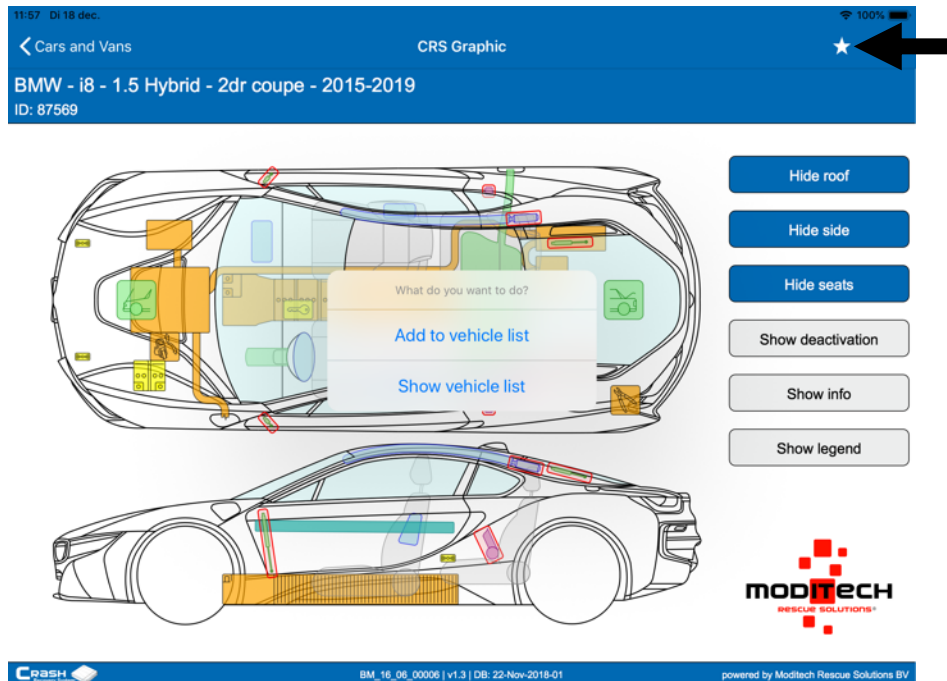 11:57 Di 18 dec.
100%
Cars and Vans
CRS Graphic
BMW - i8 - 1.5 Hybrid - 2dr coupe - 2015-2019
ID: 87569
Hide roof
Hide side
Hide seats
Show deactivation
Show info
Show legend
What do you want to do?
Add to vehicle list
Show vehicle list
MODITECH
RESCUE SOLUTIONS®
CRASH
BM_16_06_00006 | v1.3 | DB: 22-Nov-2018-01
powered by Moditech Rescue Solutions BV